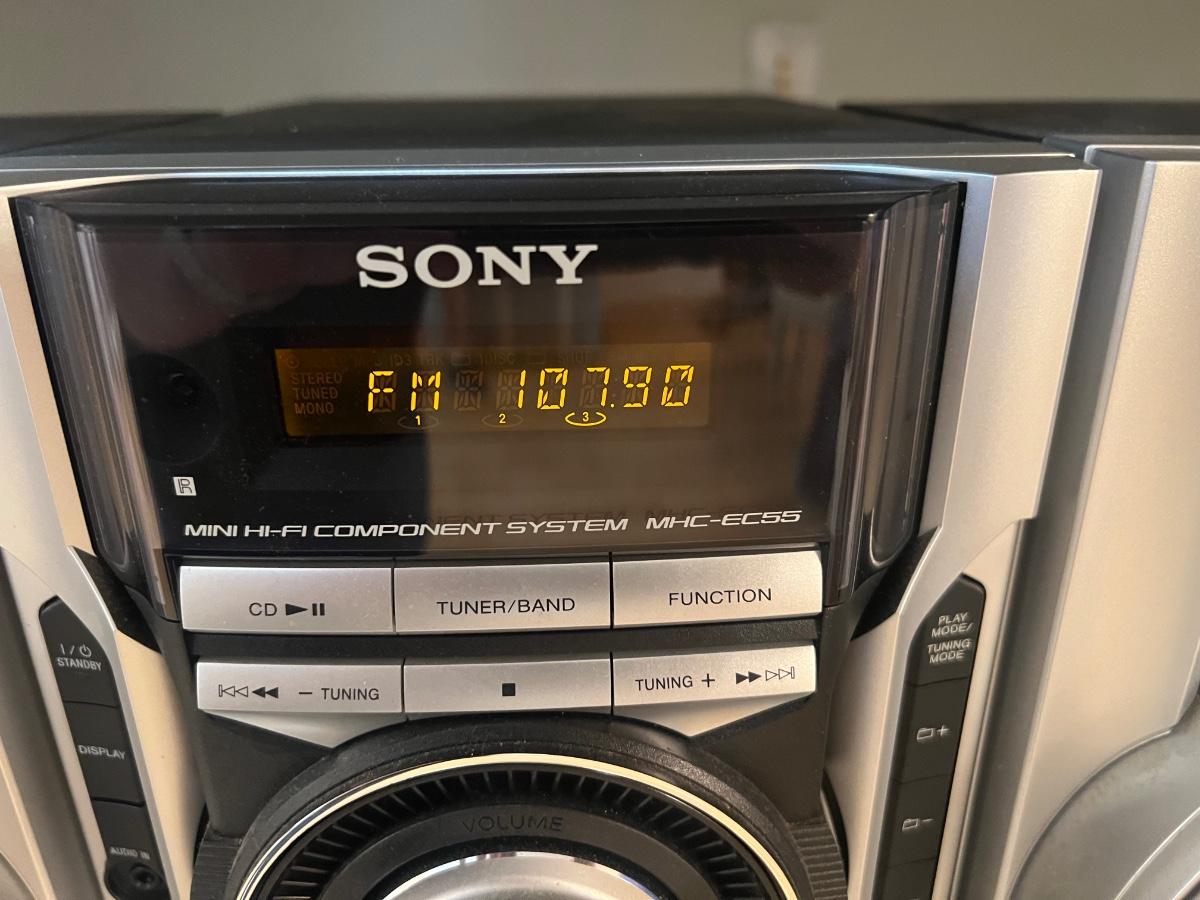 SONY
STEREO
TUNED
MONO
FM 107.90
1 2 3
MINI HI-FI COMPONENT SYSTEM MHC-EC55
CD ►II
TUNER/BAND
FUNCTION
I/⏻
STANDBY
PLAY
MODE/
TUNING
MODE
– TUNING
■
TUNING +
DISPLAY
+
VOLUME
–
AUDIO IN